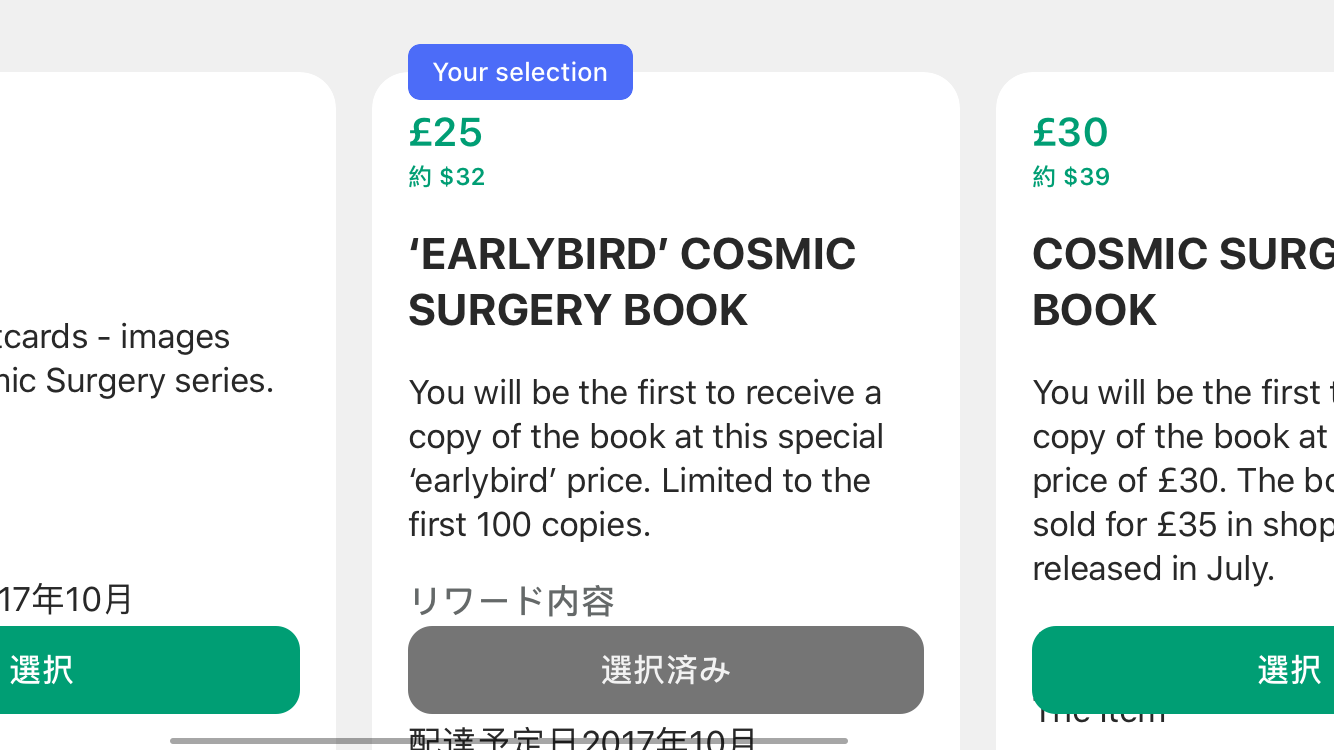 tcards - images
nic Surgery series.
17年10月
選択
Your selection
£25
約 $32
‘EARLYBIRD’ COSMIC
SURGERY BOOK
You will be the first to receive a
copy of the book at this special
‘earlybird’ price. Limited to the
first 100 copies.
リワード内容
選択済み
配達予定日2017年10月
£30
約 $39
COSMIC SURG
BOOK
You will be the first t
copy of the book at
price of £30. The bo
sold for £35 in shop
released in July.
選択
The item